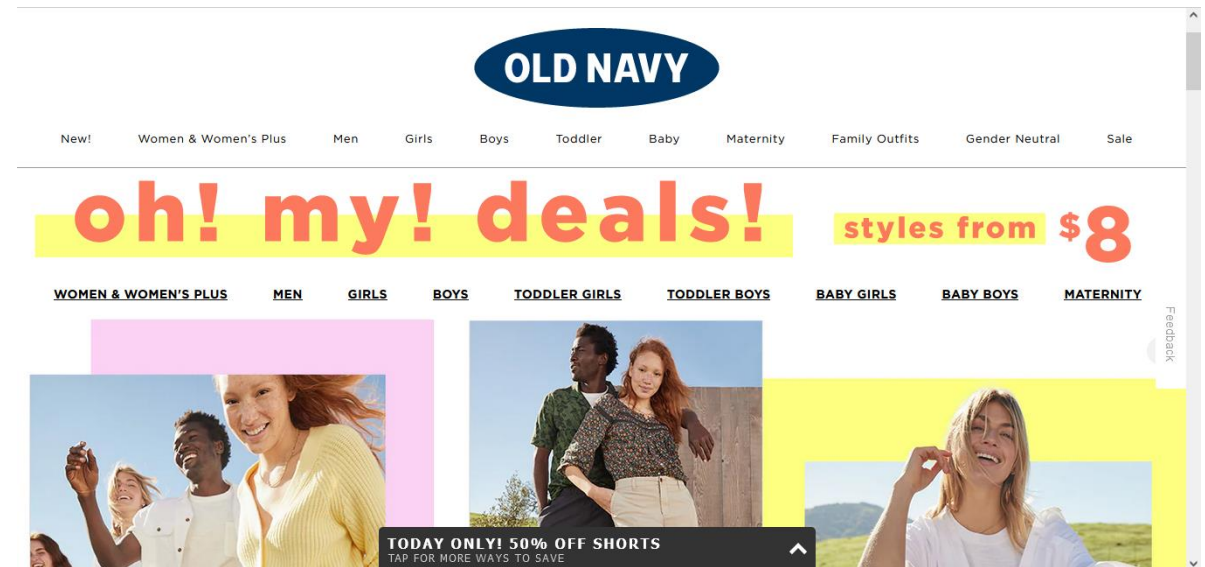 OLD NAVY
New! Women & Women's Plus Men Girls Boys Toddler Baby Maternity Family Outfits Gender Neutral Sale
oh! my! deals! styles from $8
WOMEN & WOMEN'S PLUS MEN GIRLS BOYS TODDLER GIRLS TODDLER BOYS BABY GIRLS BABY BOYS MATERNITY
Feedback
TODAY ONLY! 50% OFF SHORTS
TAP FOR MORE WAYS TO SAVE